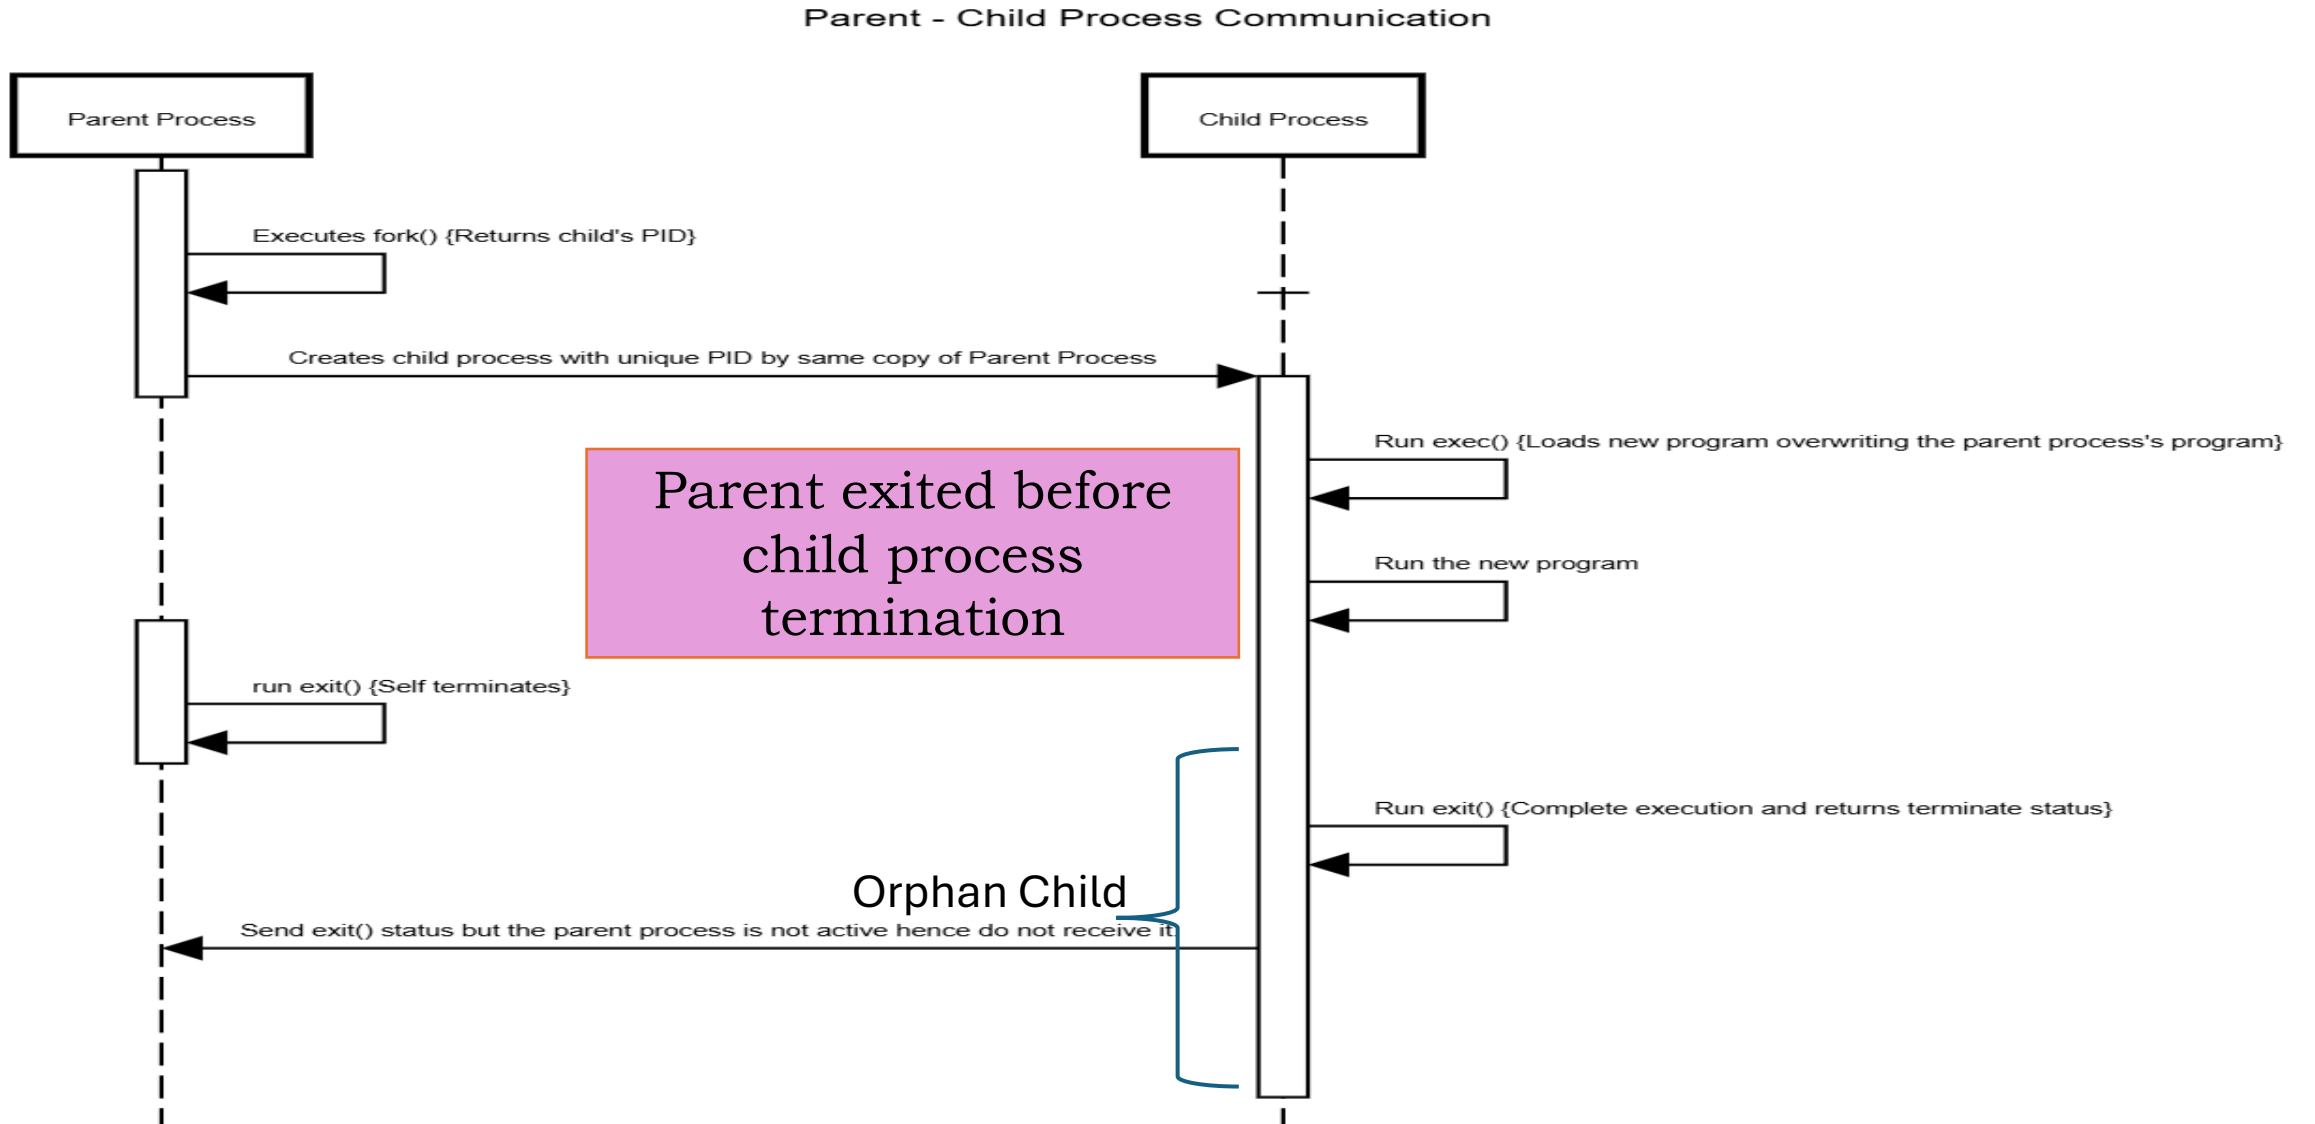 Parent - Child Process Communication
Parent Process
Child Process
Executes fork() {Returns child's PID}
Creates child process with unique PID by same copy of Parent Process
Run exec() {Loads new program overwriting the parent process's program}
Parent exited before
child process
termination
Run the new program
run exit() {Self terminates}
Run exit() {Complete execution and returns terminate status}
Orphan Child
Send exit() status but the parent process is not active hence do not receive it.